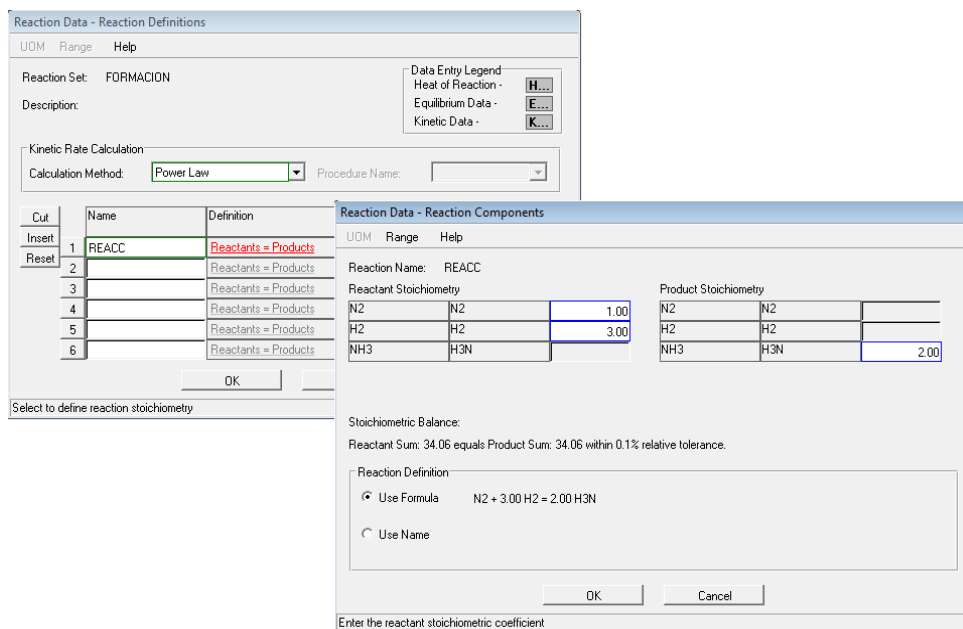 Reaction Data - Reaction Definitions
UOM Range Help
Reaction Set: FORMACION
Description:
Data Entry Legend
Heat of Reaction - H...
Equilibrium Data - E...
Kinetic Data - K...
Kinetic Rate Calculation
Calculation Method: Power Law Procedure Name:
Cut
Insert
Reset
Name Definition
1 REACC Reactants = Products
2 Reactants = Products
3 Reactants = Products
4 Reactants = Products
5 Reactants = Products
6 Reactants = Products
OK
Select to define reaction stoichiometry
Reaction Data - Reaction Components
UOM Range Help
Reaction Name: REACC
Reactant Stoichiometry Product Stoichiometry
N2 N2 1.00 N2 N2
H2 H2 3.00 H2 H2
NH3 H3N NH3 H3N 2.00
Stoichiometric Balance:
Reactant Sum: 34.06 equals Product Sum: 34.06 within 0.1% relative tolerance.
Reaction Definition
Use Formula N2 + 3.00 H2 = 2.00 H3N
Use Name
OK Cancel
Enter the reactant stoichiometric coefficient